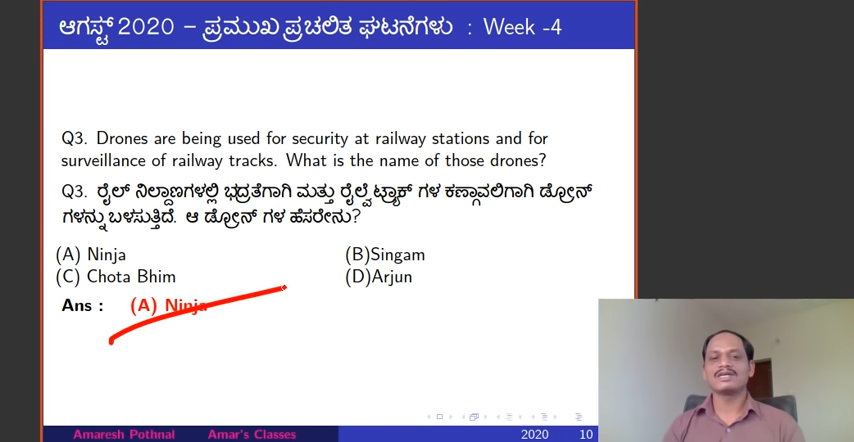 ಆಗಸ್ಟ್ 2020 – ಪ್ರಮುಖ ಪ್ರಚಲಿತ ಘಟನೆಗಳು : Week -4
Q3. Drones are being used for security at railway stations and for
surveillance of railway tracks. What is the name of those drones?
Q3. ರೈಲ್ ನಿಲ್ದಾಣಗಳಲ್ಲಿ ಭದ್ರತೆಗಾಗಿ ಮತ್ತು ರೈಲ್ವೆ ಟ್ರ್ಯಾಕ್ ಗಳ ಕಣ್ಗಾವಲಿಗಾಗಿ ಡ್ರೋನ್
ಗಳನ್ನು ಬಳಸುತ್ತಿದೆ. ಆ ಡ್ರೋನ್ ಗಳ ಹೆಸರೇನು?
(A) Ninja (B)Singam
(C) Chota Bhim (D)Arjun
Ans : (A) Ninja
Amaresh Pothnal Amar's Classes 2020 10